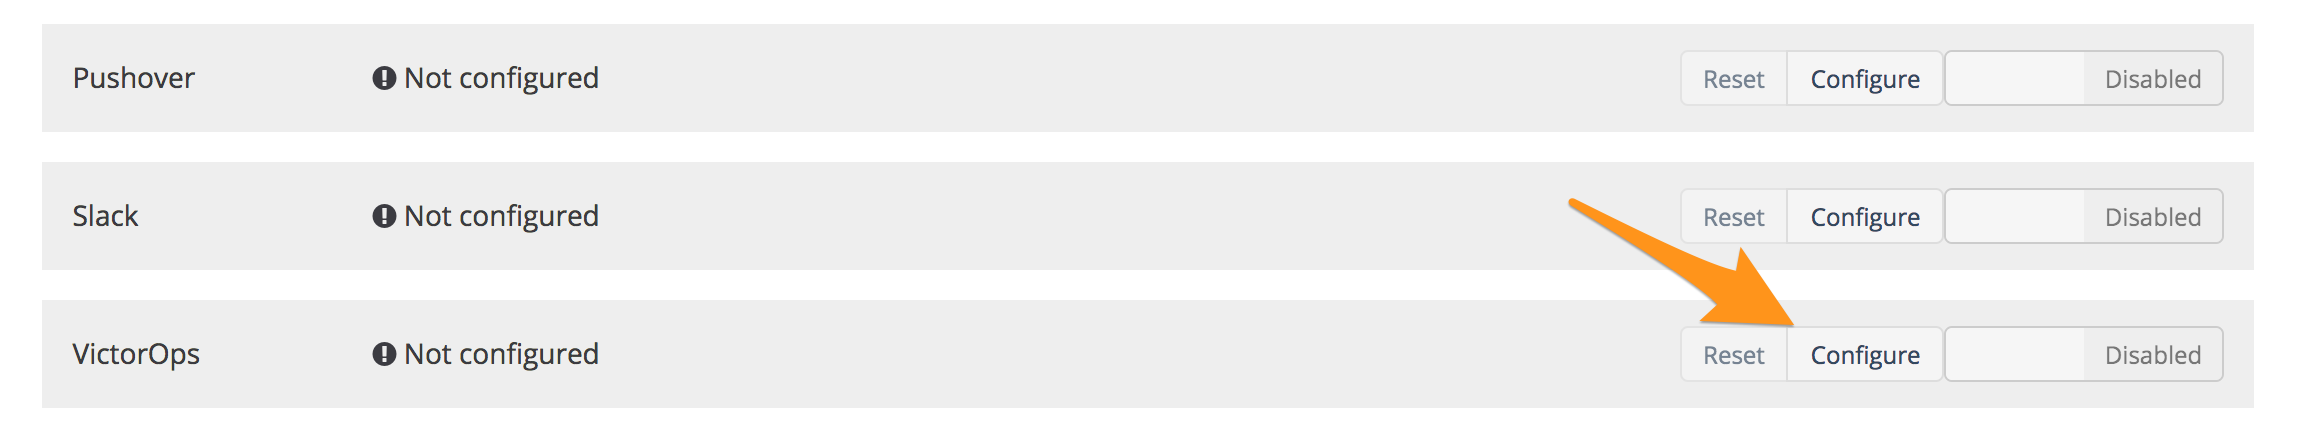 Pushover Not configured Reset Configure Disabled
Slack Not configured Reset Configure Disabled
VictorOps Not configured Reset Configure Disabled